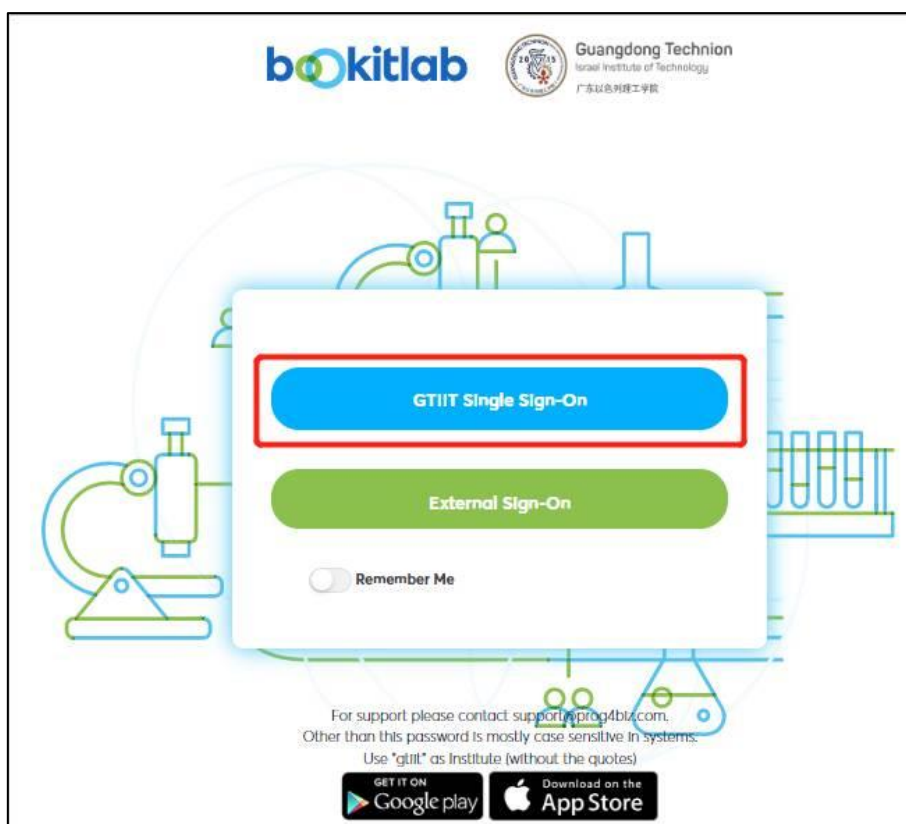 bookitlab
Guangdong Technion
Israel Institute of Technology
广东以色列理工学院
GTIIT Single Sign-On
External Sign-On
Remember Me
For support please contact support@prog4biz.com.
Other than this password is mostly case sensitive in systems.
Use "gtiit" as Institute (without the quotes)
GET IT ON
Google play
Download on the
App Store